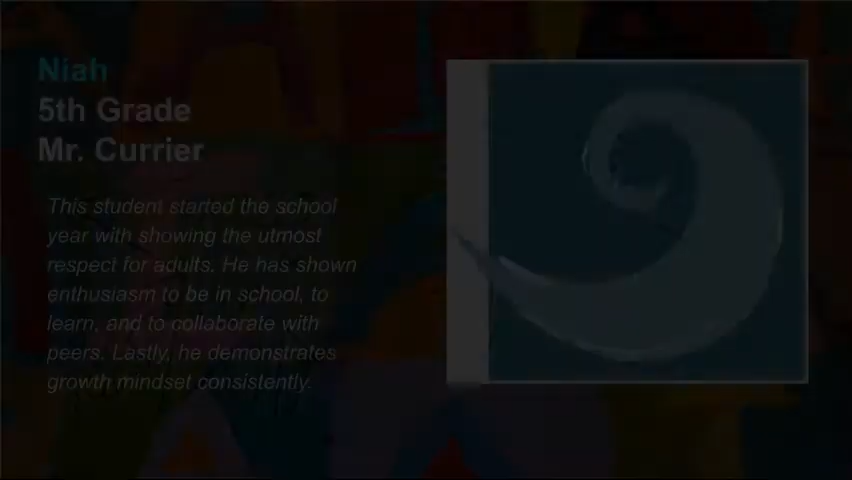 Niah
5th Grade
Mr. Currier
This student started the school
year with showing the utmost
respect for adults. He has shown
enthusiasm to be in school, to
learn, and to collaborate with
peers. Lastly, he demonstrates
growth mindset consistently.